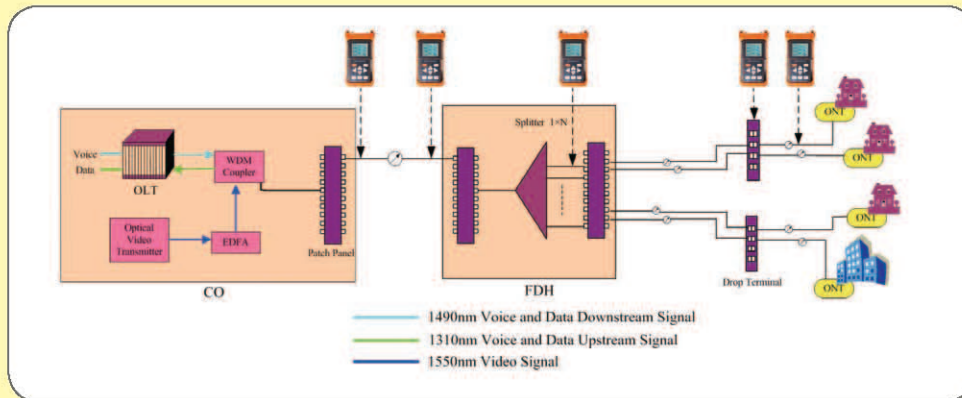 Splitter 1×N
ONT
Voice
Data
OLT
WDM
Coupler
ONT
Optical
Video
Transmitter
EDFA
Patch Panel
ONT
CO
FDH
Drop Terminal
ONT
1490nm Voice and Data Downstream Signal
1310nm Voice and Data Upstream Signal
1550nm Video Signal